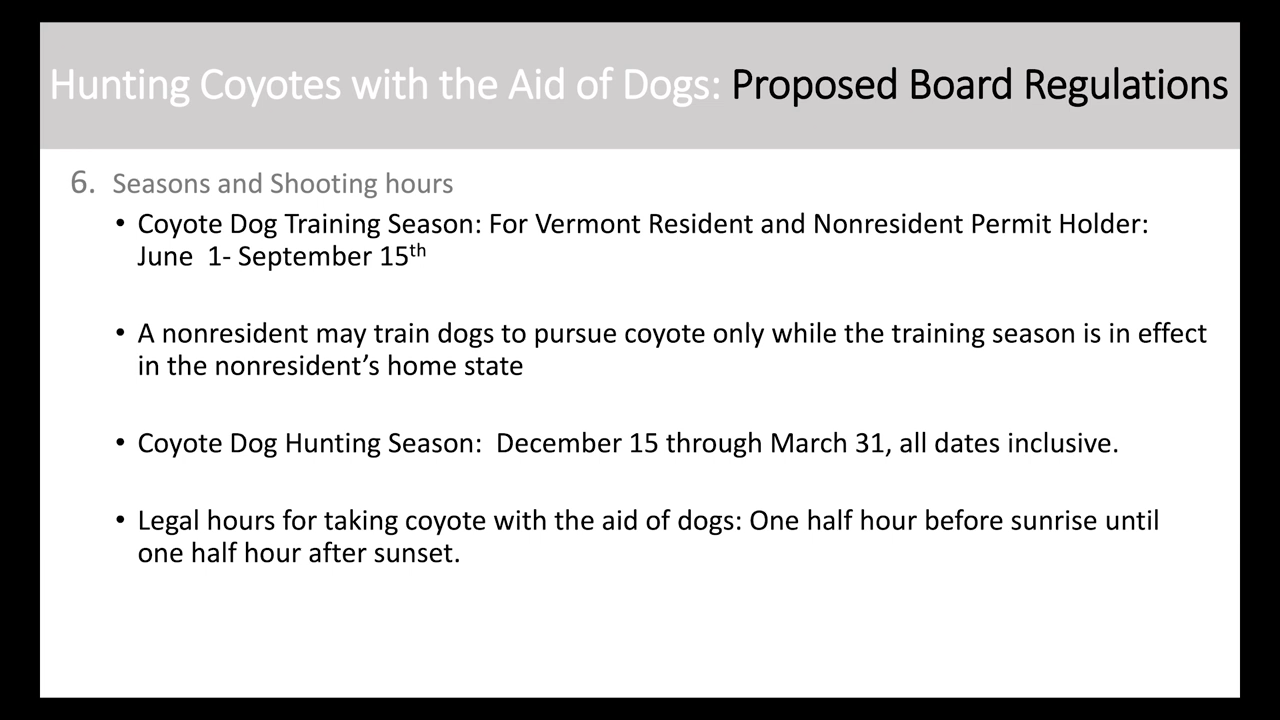 Hunting Coyotes with the Aid of Dogs: Proposed Board Regulations
6. Seasons and Shooting hours
• Coyote Dog Training Season: For Vermont Resident and Nonresident Permit Holder:
June  1- September 15th
• A nonresident may train dogs to pursue coyote only while the training season is in effect
in the nonresident’s home state
• Coyote Dog Hunting Season:  December 15 through March 31, all dates inclusive.
• Legal hours for taking coyote with the aid of dogs: One half hour before sunrise until
one half hour after sunset.